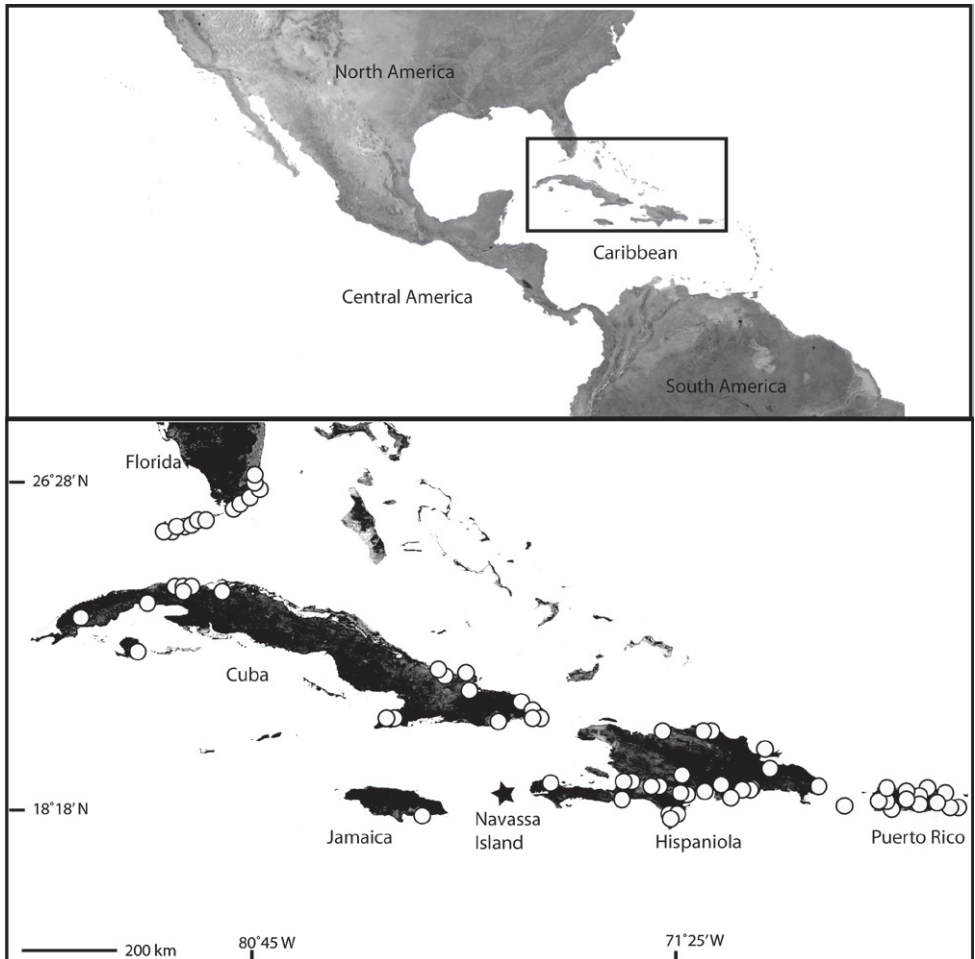 North America
Caribbean
Central America
South America
Florida
26˚28' N
Cuba
18˚18' N
Navassa
Island
Jamaica
Hispaniola
Puerto Rico
200 km
80˚45 W
71˚25' W